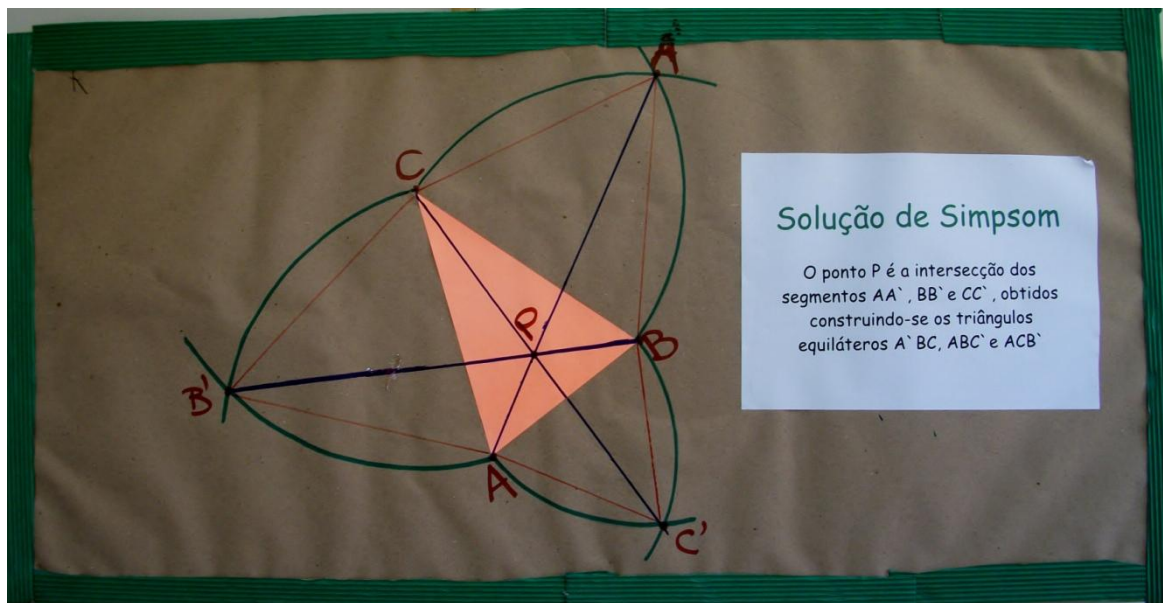 A'
C
P
B
B'
A
C'
Solução de Simpsom
O ponto P é a intersecção dos
segmentos AA` , BB` e CC` , obtidos
construindo-se os triângulos
equiláteros A` BC, ABC` e ACB`